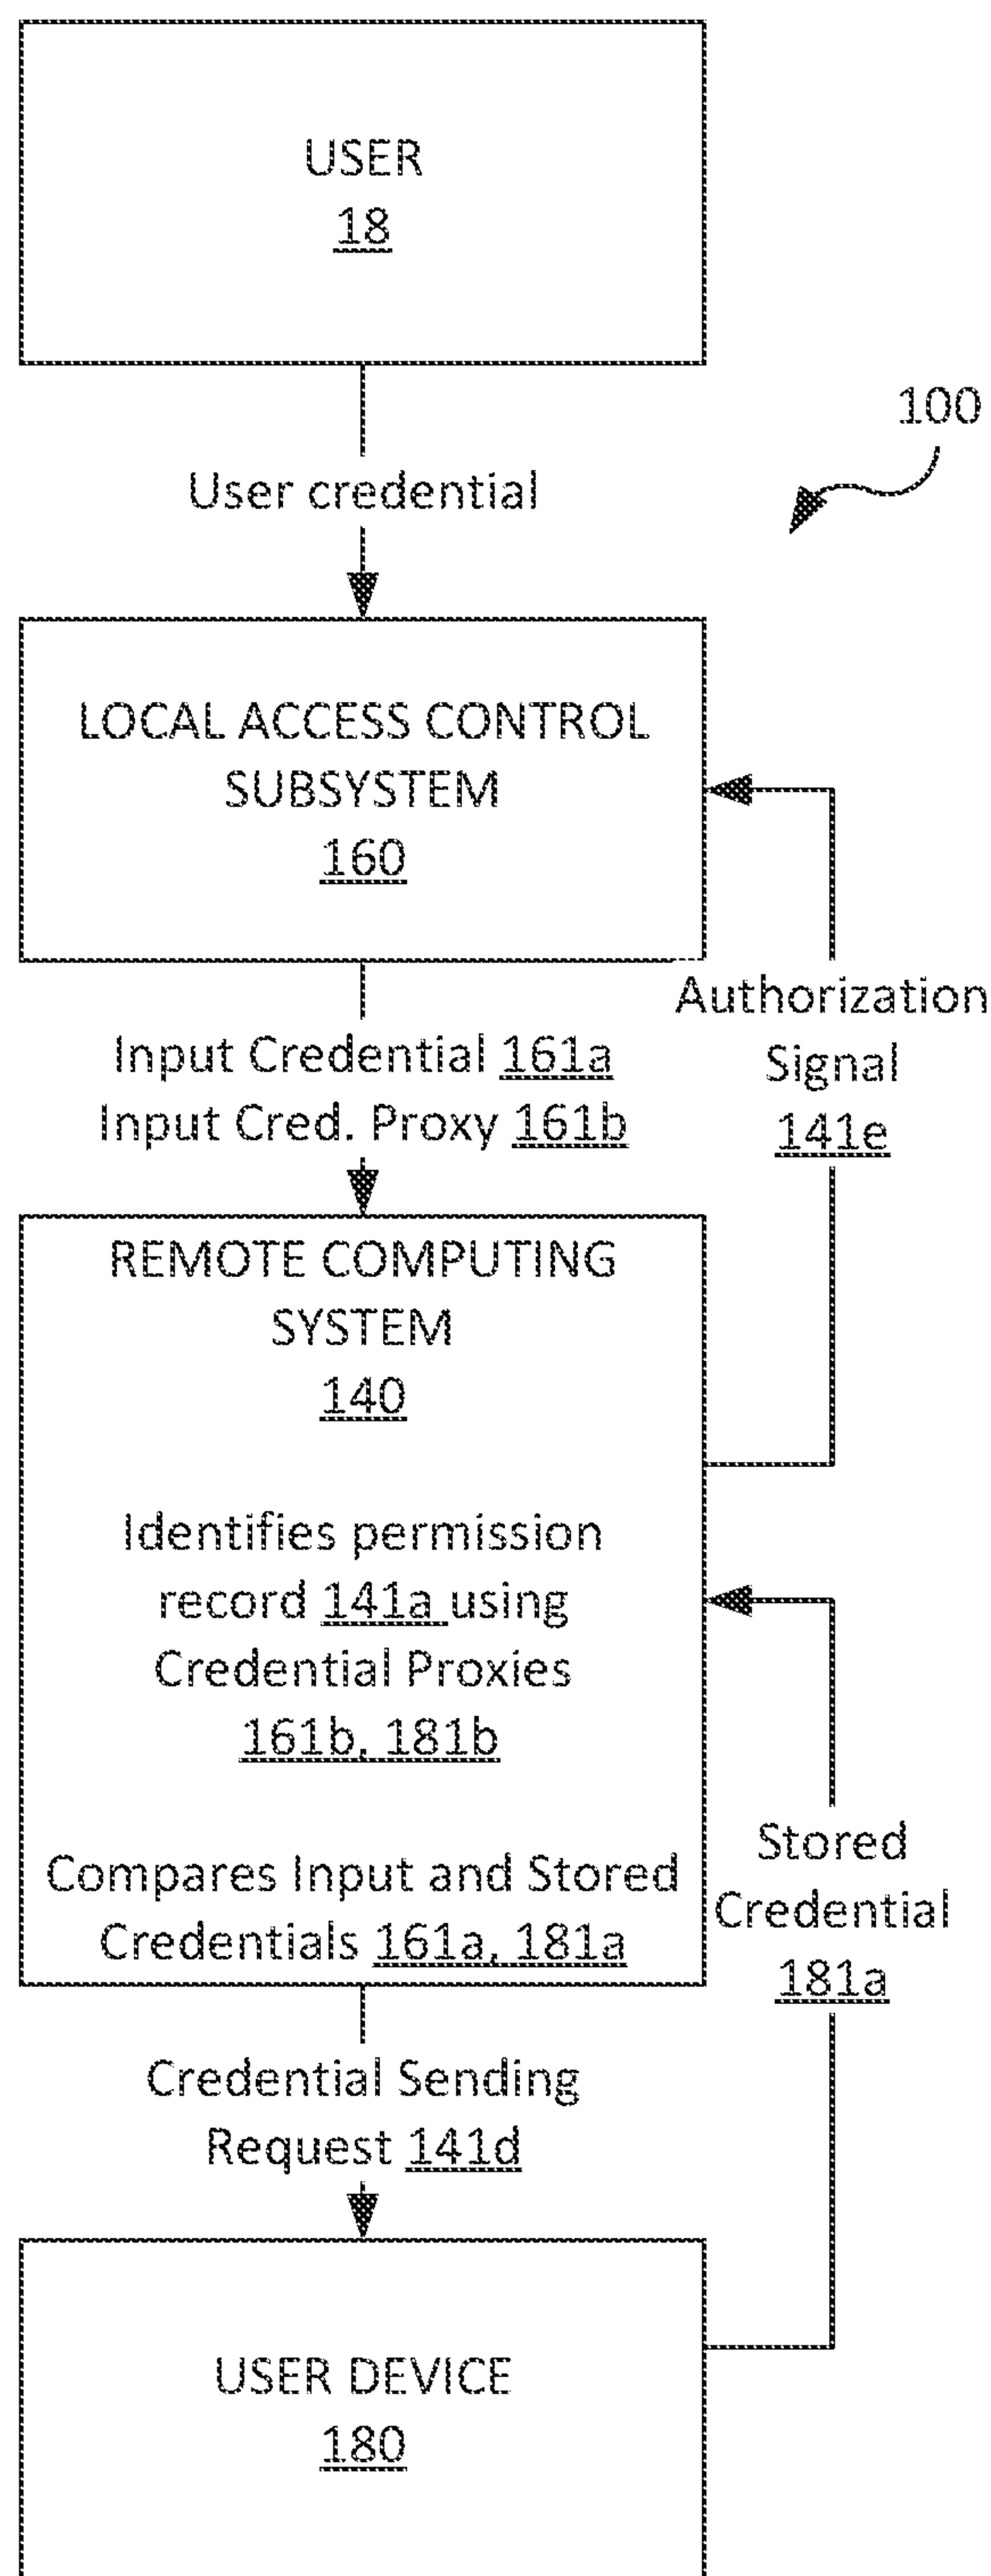 USER
18
100
User credential
LOCAL ACCESS CONTROL
SUBSYSTEM
160
Authorization
Signal
141e
Input Credential 161a
Input Cred. Proxy 161b
REMOTE COMPUTING
SYSTEM
140
Identifies permission
record 141a using
Credential Proxies
161b, 181b
Compares Input and Stored
Credentials 161a, 181a
Stored
Credential
181a
Credential Sending
Request 141d
USER DEVICE
180